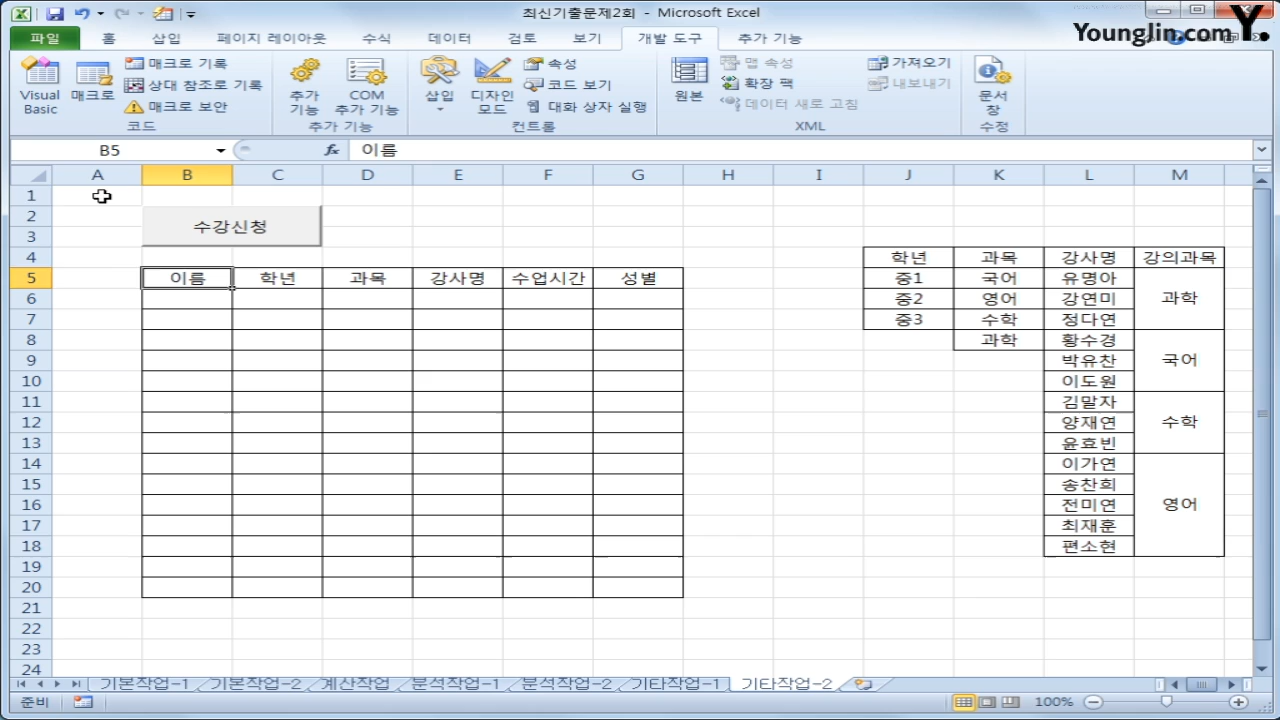 최신기출문제2회 - Microsoft Excel
YoungJin.com Y.
파일 홈 삽입 페이지 레이아웃 수식 데이터 검토 보기 개발 도구 추가 기능
Visual Basic 매크로 매크로 기록 상대 참조로 기록 매크로 보안 추가 기능 COM 추가 기능 삽입 디자인 모드 속성 코드 보기 대화 상자 실행 원본 맵 속성 확장 팩 데이터 새로 고침 가져오기 내보내기 문서 창
코드 추가 기능 컨트롤 XML 수정
B5 fx 이름
A B C D E F G H I J K L M
1
2 수강신청
3
4 학년 과목 강사명 강의과목
5 이름 학년 과목 강사명 수업시간 성별 중1 국어 유명아
6 중2 영어 강연미 과학
7 중3 수학 정다연
8 과학 황수경
9 박유찬 국어
10 이도원
11 김말자
12 양재연 수학
13 윤효빈
14 이가연
15 송찬희
16 전미연 영어
17 최재훈
18 편소현
19
20
21
22
23
24
기본작업-1 기본작업-2 계산작업 분석작업-1 분석작업-2 기타작업-1 기타작업-2
준비 100%